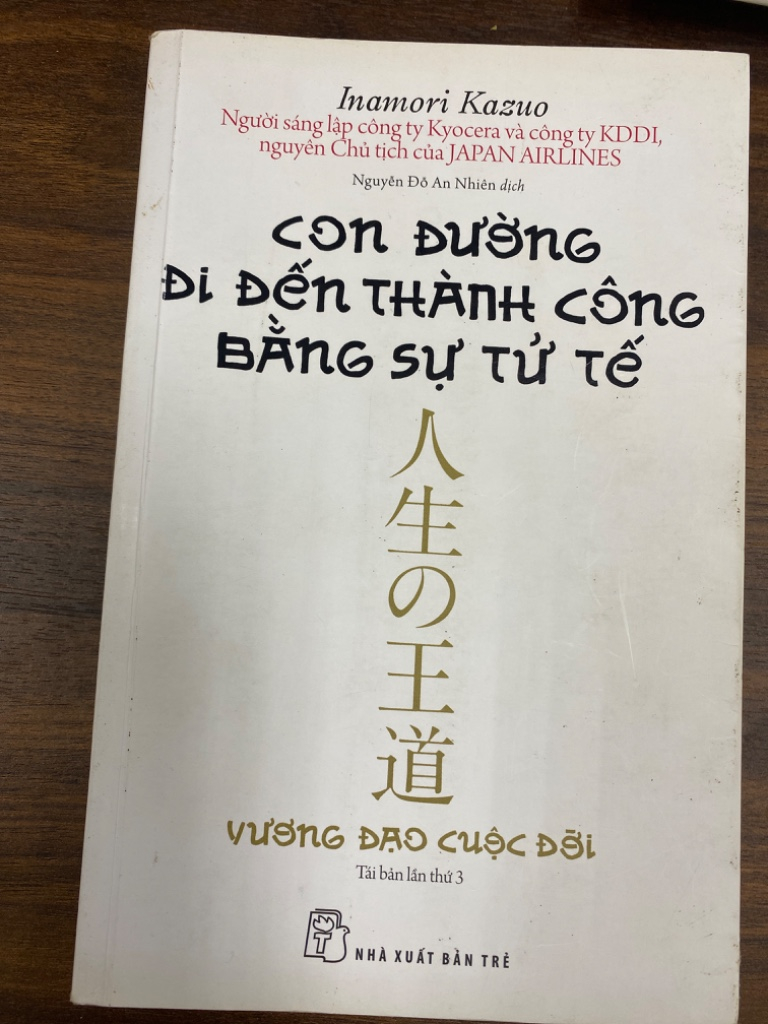 Inamori Kazuo
Người sáng lập công ty Kyocera và công ty KDDI,
nguyên Chủ tịch của JAPAN AIRLINES
Nguyễn Đỗ An Nhiên dịch
CON ĐƯỜNG
ĐI ĐẾN THÀNH CÔNG
BẰNG SỰ TỬ TẾ
人生の王道
VƯƠNG ĐẠO CUỘC ĐỜI
Tái bản lần thứ 3
T
NHÀ XUẤT BẢN TRẺ